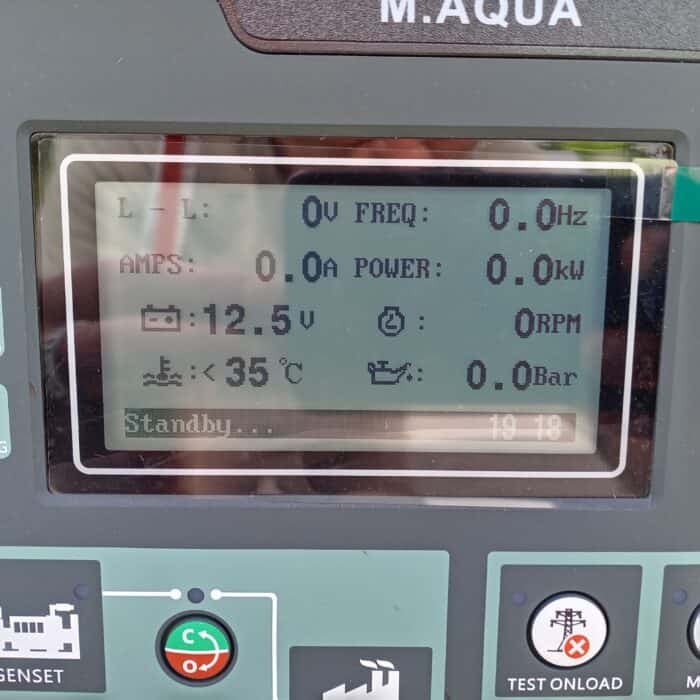 M.AQUA
L - L: 0V FREQ: 0.0Hz
AMPS: 0.0A POWER: 0.0kW
:12.5V : 0RPM
:< 35 °C : 0.0Bar
Standby... 19 18
C
O
GENSET
TEST ONLOAD